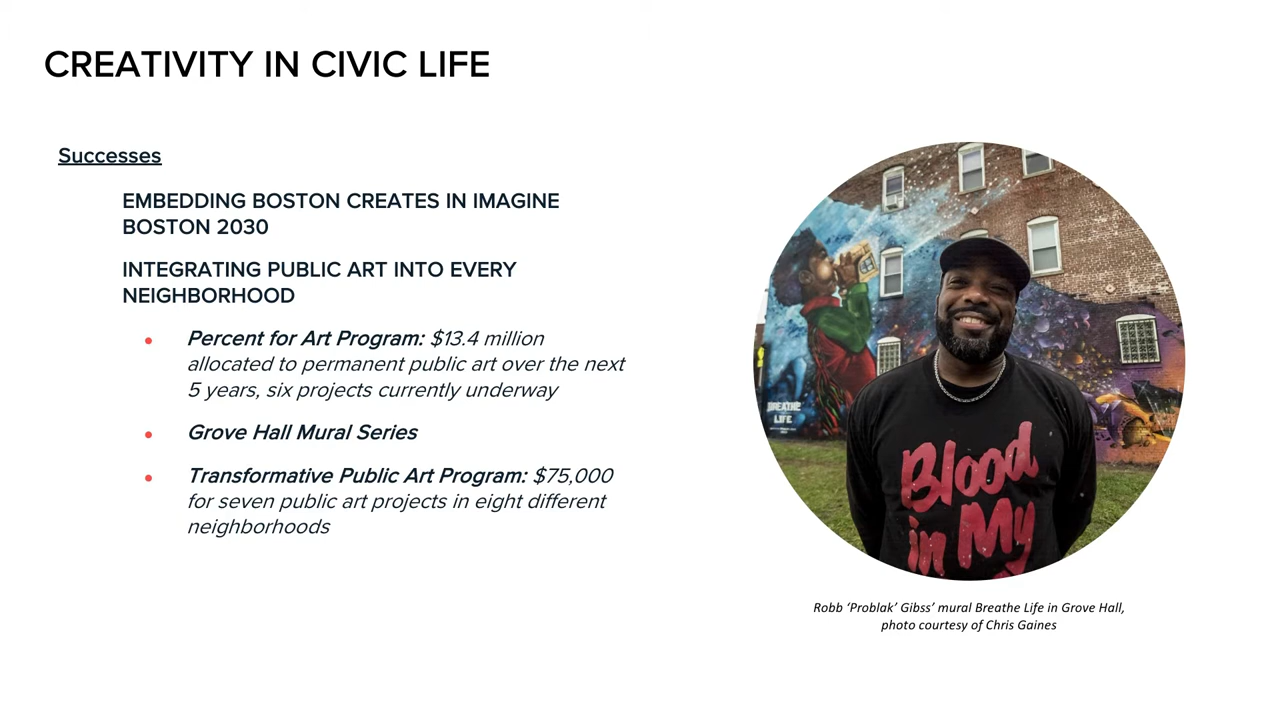 CREATIVITY IN CIVIC LIFE
Successes
EMBEDDING BOSTON CREATES IN IMAGINE
BOSTON 2030
INTEGRATING PUBLIC ART INTO EVERY
NEIGHBORHOOD
• Percent for Art Program: $13.4 million
allocated to permanent public art over the next
5 years, six projects currently underway
• Grove Hall Mural Series
• Transformative Public Art Program: $75,000
for seven public art projects in eight different
neighborhoods
BREATHE
LIFE
Blood
in My
Robb ‘Problak’ Gibss’ mural Breathe Life in Grove Hall,
photo courtesy of Chris Gaines